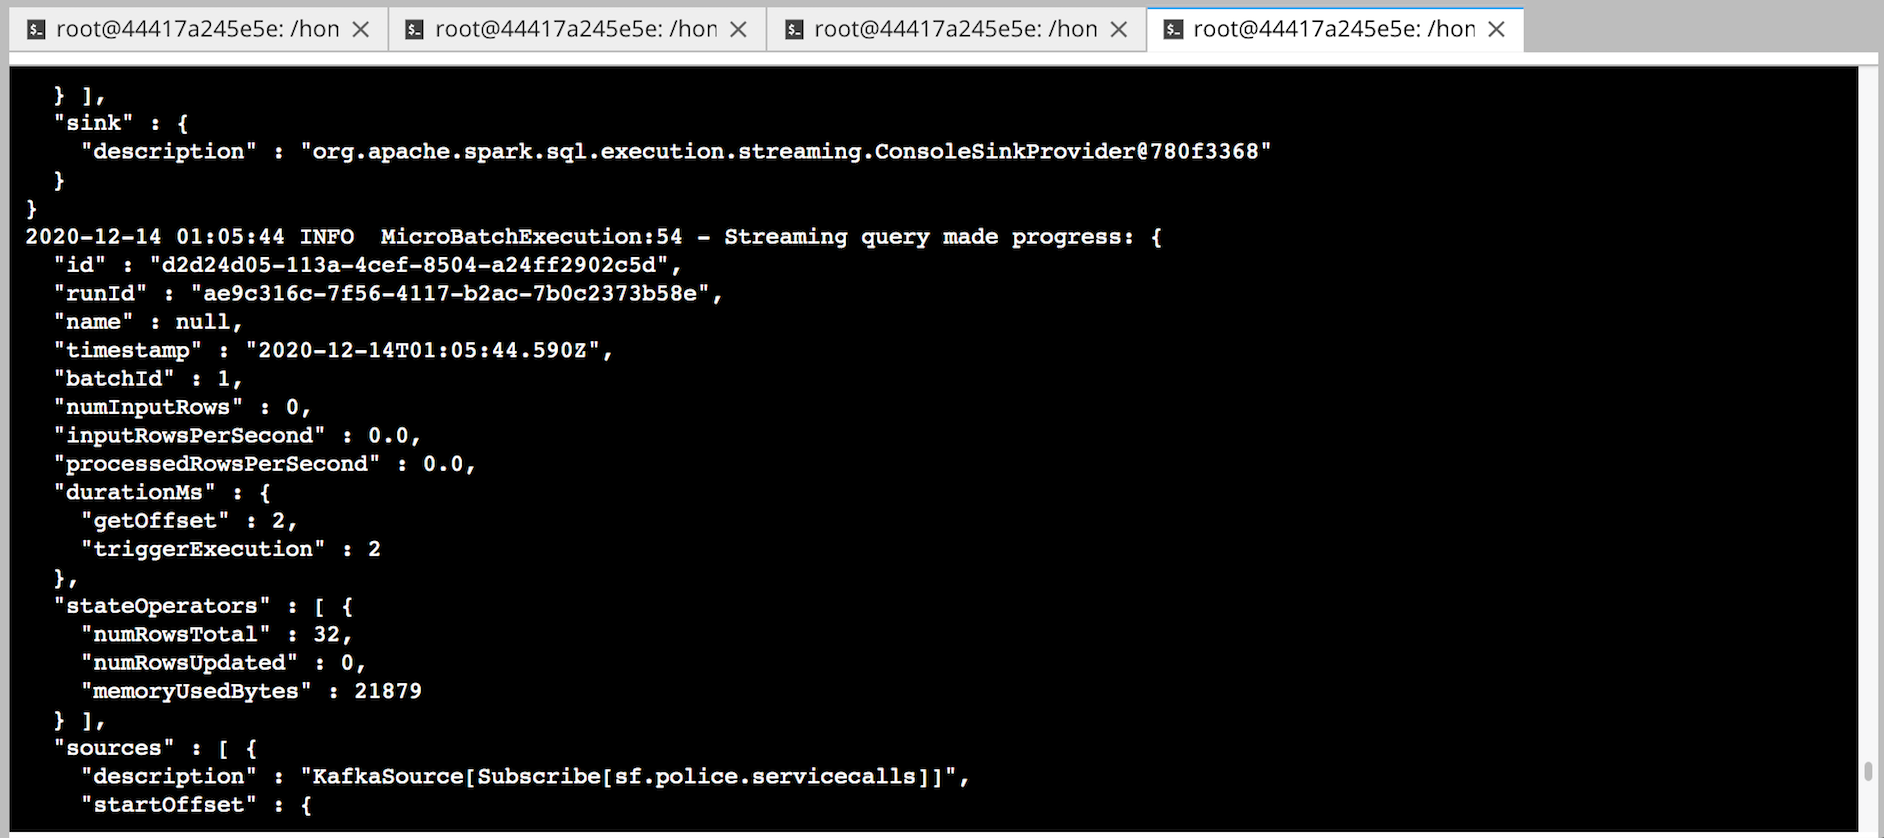 root@44417a245e5e: /hon
root@44417a245e5e: /hon
root@44417a245e5e: /hon
root@44417a245e5e: /hon
} ],
"sink" : {
"description" : "org.apache.spark.sql.execution.streaming.ConsoleSinkProvider@780f3368"
}
}
2020-12-14 01:05:44 INFO  MicroBatchExecution:54 - Streaming query made progress: {
"id" : "d2d24d05-113a-4cef-8504-a24ff2902c5d",
"runId" : "ae9c316c-7f56-4117-b2ac-7b0c2373b58e",
"name" : null,
"timestamp" : "2020-12-14T01:05:44.590Z",
"batchId" : 1,
"numInputRows" : 0,
"inputRowsPerSecond" : 0.0,
"processedRowsPerSecond" : 0.0,
"durationMs" : {
"getOffset" : 2,
"triggerExecution" : 2
},
"stateOperators" : [ {
"numRowsTotal" : 32,
"numRowsUpdated" : 0,
"memoryUsedBytes" : 21879
} ],
"sources" : [ {
"description" : "KafkaSource[Subscribe[sf.police.servicecalls]]",
"startOffset" : {